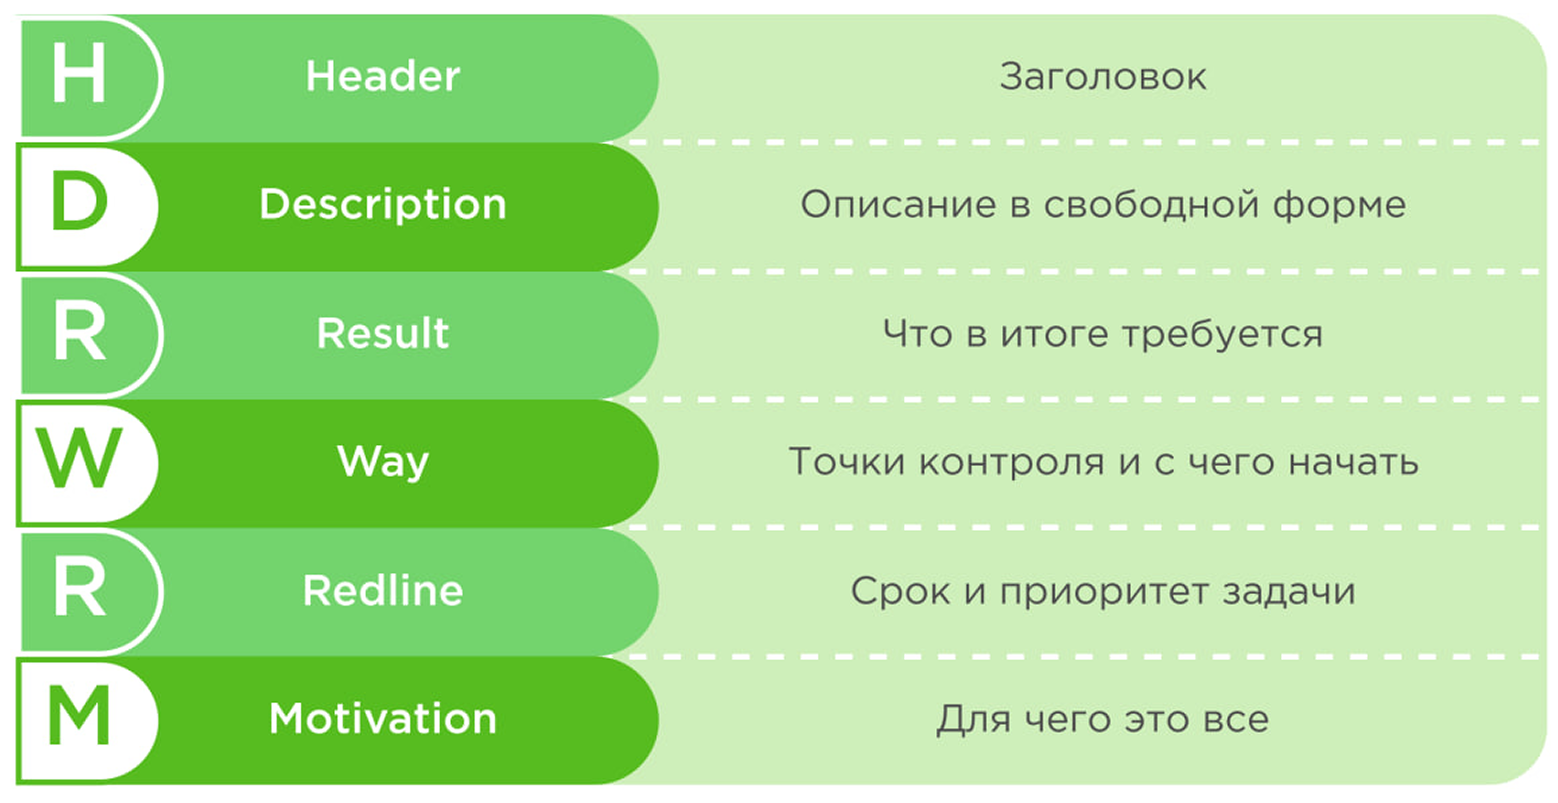 H Header Заголовок
D Description Описание в свободной форме
R Result Что в итоге требуется
W Way Точки контроля и с чего начать
R Redline Срок и приоритет задачи
M Motivation Для чего это все